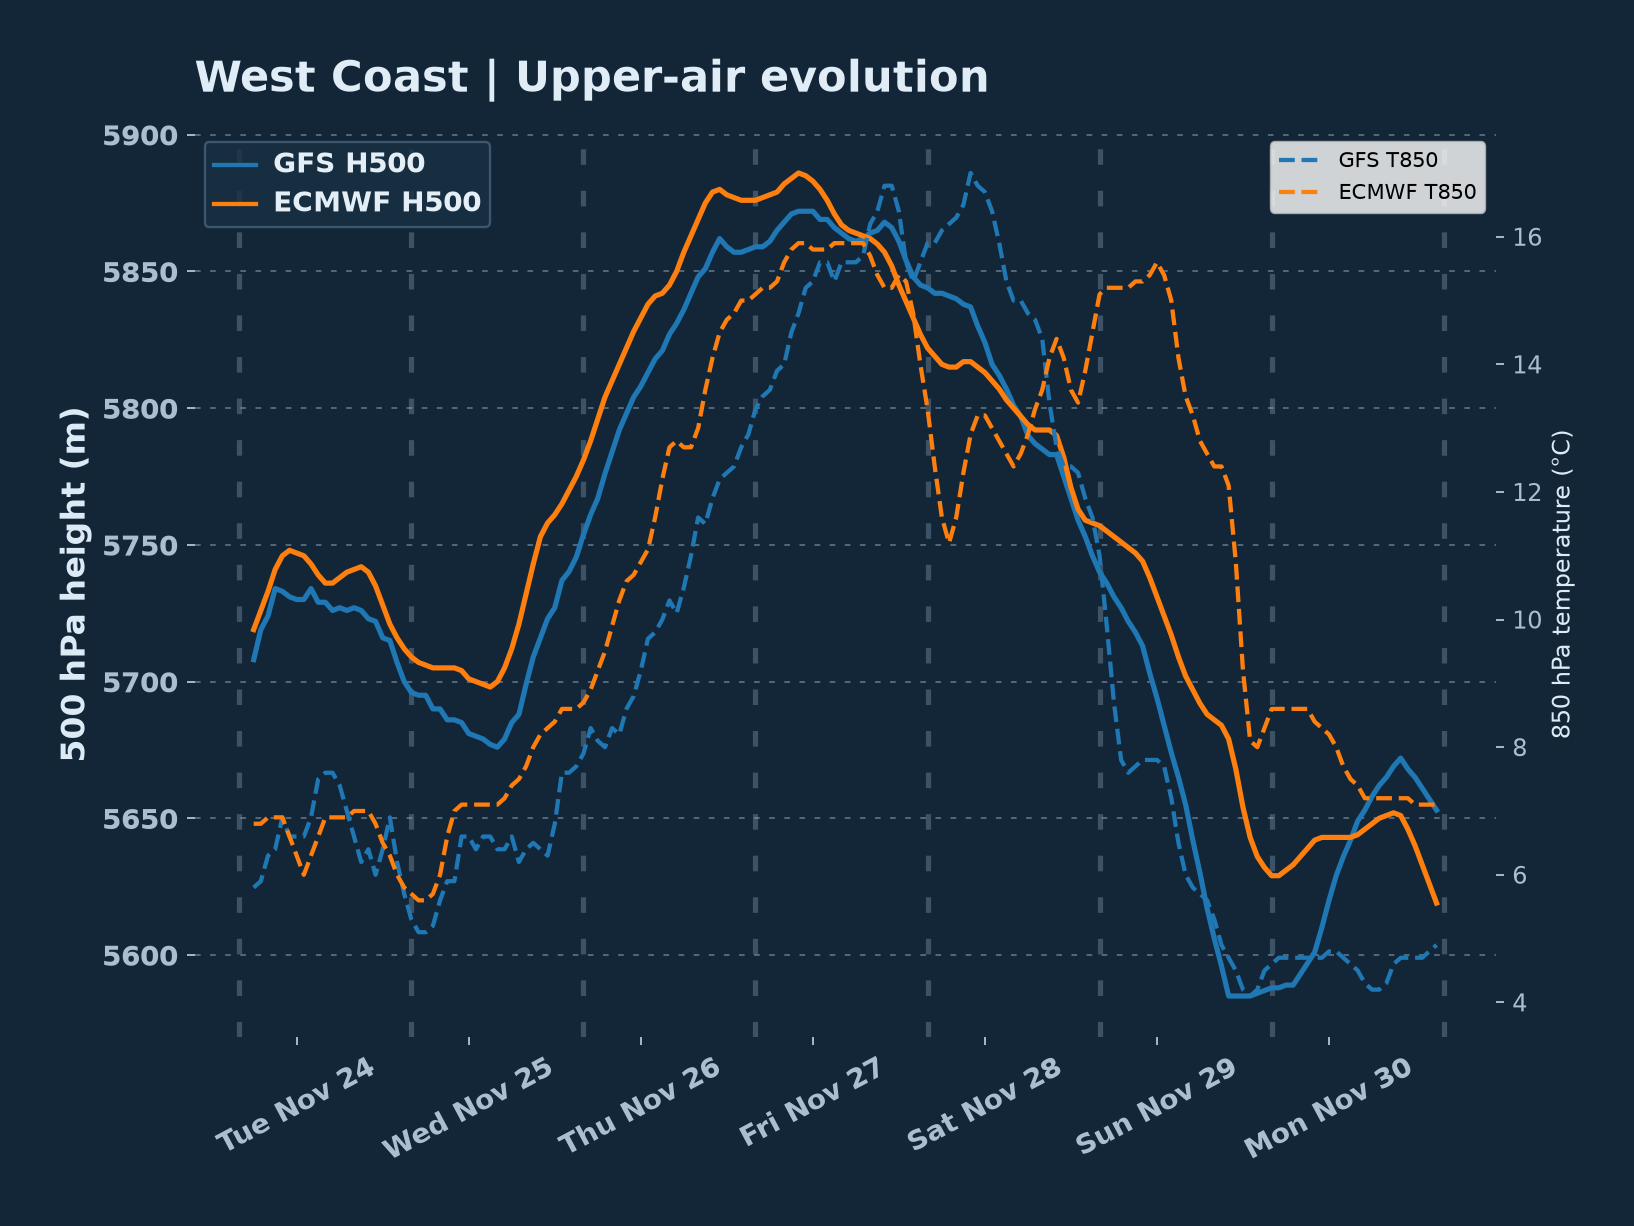 West Coast | Upper-air evolution
GFS H500
ECMWF H500
GFS T850
ECMWF T850
500 hPa height (m)
5900
5850
5800
5750
5700
5650
5600
850 hPa temperature (°C)
16
14
12
10
8
6
4
Tue Nov 24
Wed Nov 25
Thu Nov 26
Fri Nov 27
Sat Nov 28
Sun Nov 29
Mon Nov 30